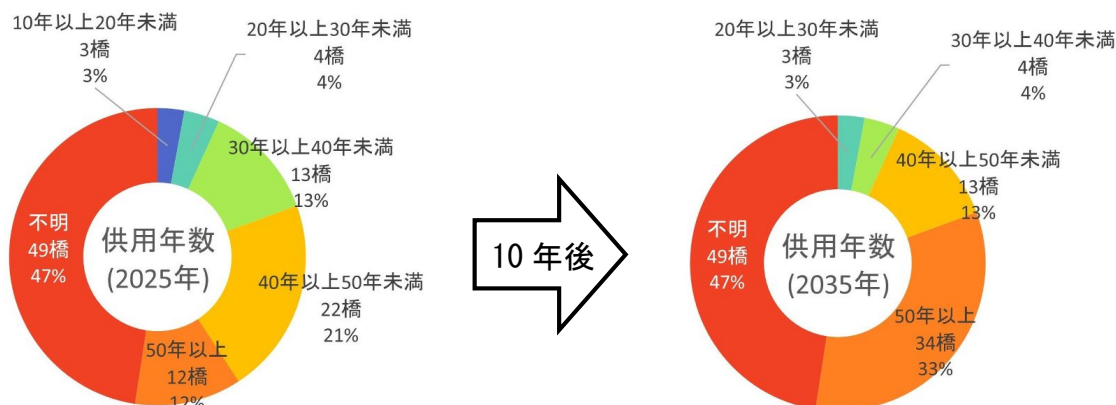 10年以上20年未満
3橋
3%
20年以上30年未満
4橋
4%
30年以上40年未満
13橋
13%
40年以上50年未満
22橋
21%
50年以上
12橋
12%
不明
49橋
47%
供用年数
(2025年)
10年後
20年以上30年未満
3橋
3%
30年以上40年未満
4橋
4%
40年以上50年未満
13橋
13%
50年以上
34橋
33%
不明
49橋
47%
供用年数
(2035年)